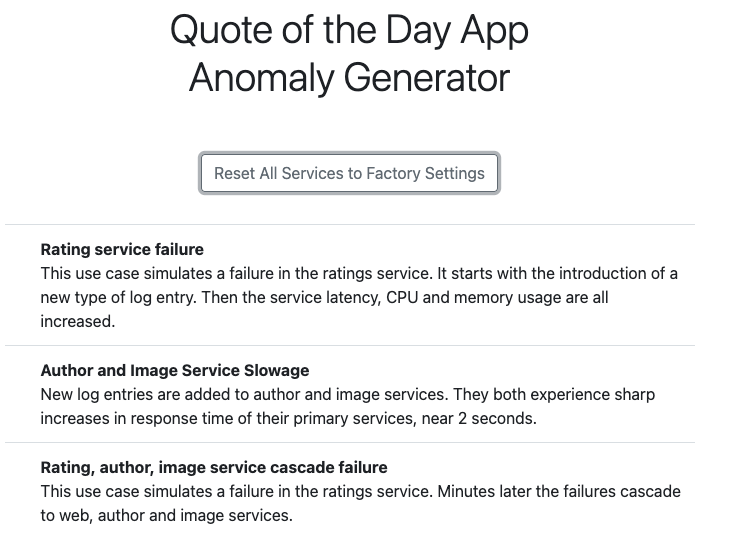 Quote of the Day App
Anomaly Generator
Reset All Services to Factory Settings
Rating service failure
This use case simulates a failure in the ratings service. It starts with the introduction of a
new type of log entry. Then the service latency, CPU and memory usage are all
increased.
Author and Image Service Slowage
New log entries are added to author and image services. They both experience sharp
increases in response time of their primary services, near 2 seconds.
Rating, author, image service cascade failure
This use case simulates a failure in the ratings service. Minutes later the failures cascade
to web, author and image services.